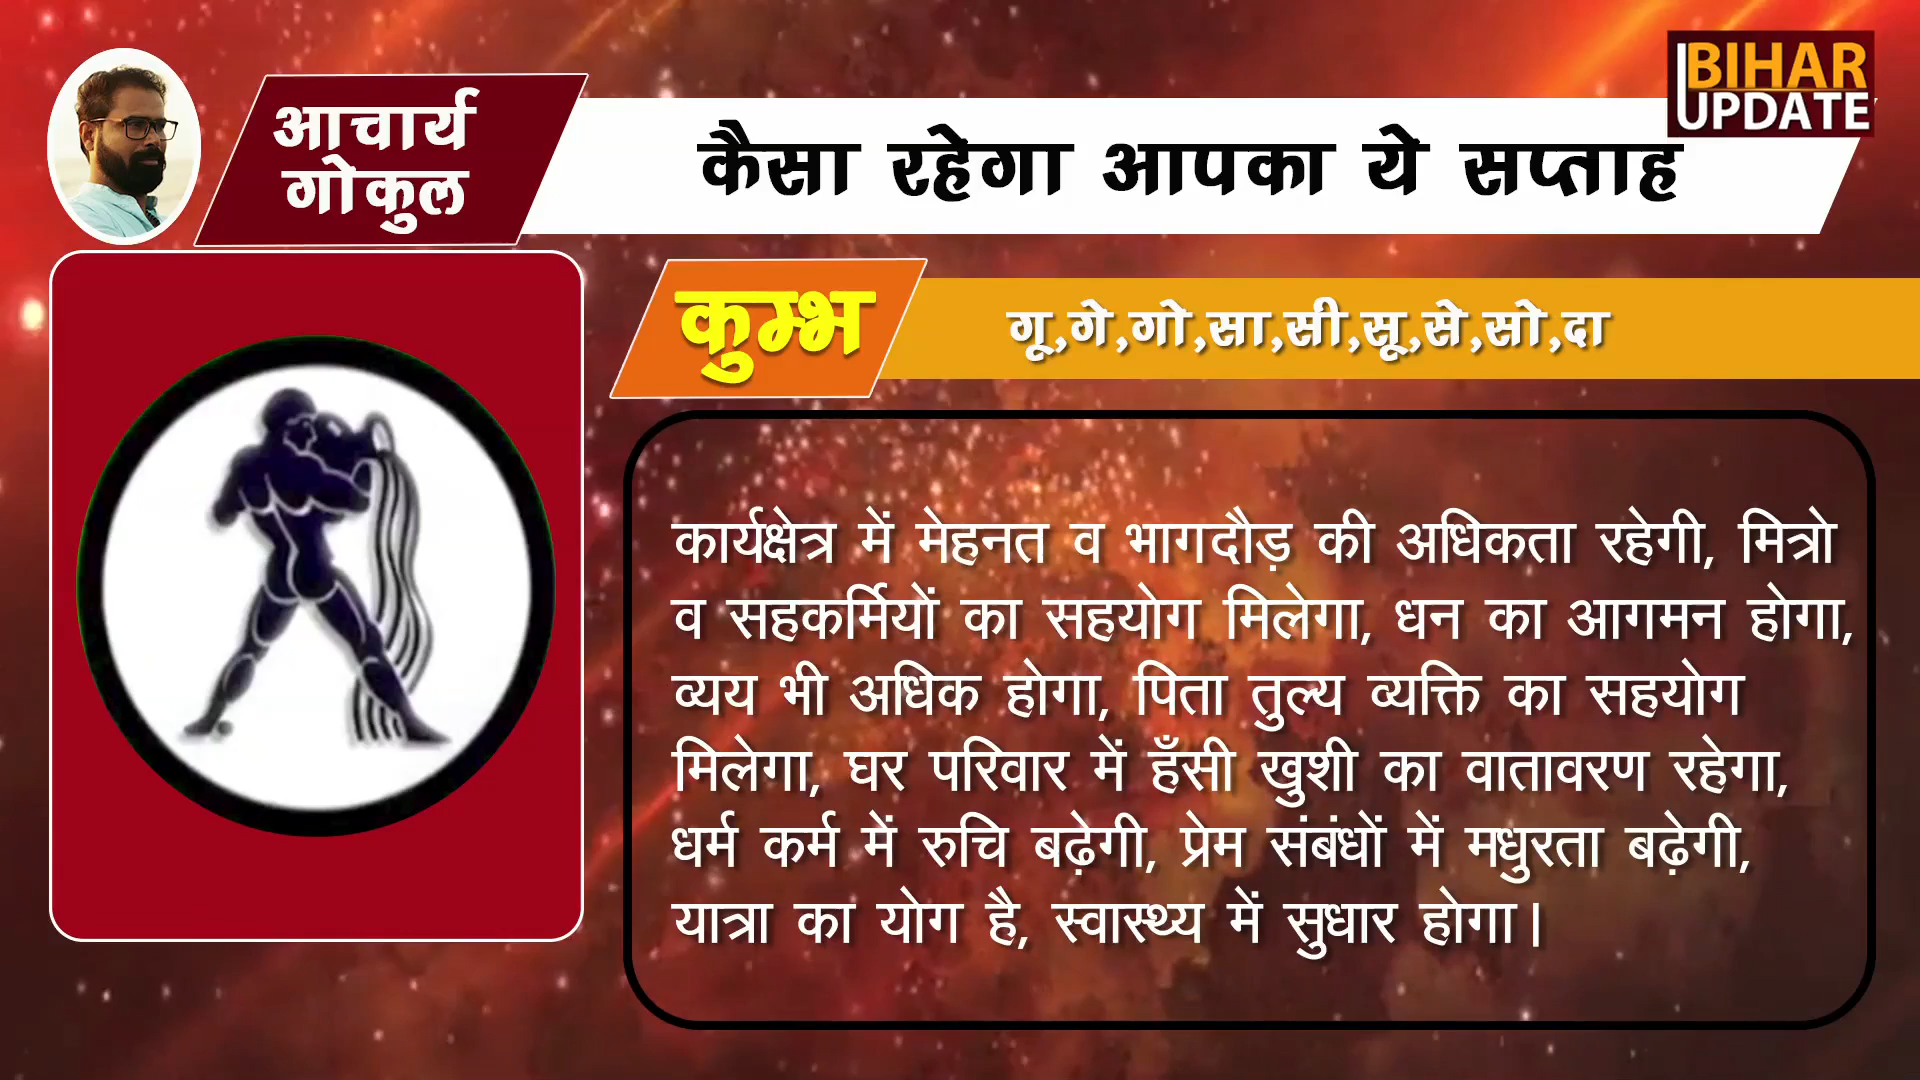 आचार्य
गोकुल
कैसा रहेगा आपका ये सप्ताह
BIHAR
UPDATE
कुम्भ
गू,गे,गो,सा,सी,सू,से,सो,दा
कार्यक्षेत्र में मेहनत व भागदौड़ की अधिकता रहेगी, मित्रो
व सहकर्मियों का सहयोग मिलेगा, धन का आगमन होगा,
व्यय भी अधिक होगा, पिता तुल्य व्यक्ति का सहयोग
मिलेगा, घर परिवार में हँसी खुशी का वातावरण रहेगा,
धर्म कर्म में रुचि बढ़ेगी, प्रेम संबंधों में मधुरता बढ़ेगी,
यात्रा का योग है, स्वास्थ्य में सुधार होगा।